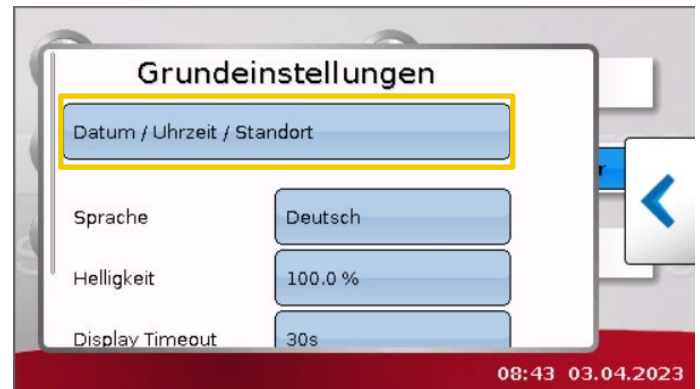 Grundeinstellungen
Datum / Uhrzeit / Standort
Sprache
Deutsch
Helligkeit
100.0 %
Display Timeout
30s
08:43 03.04.2023